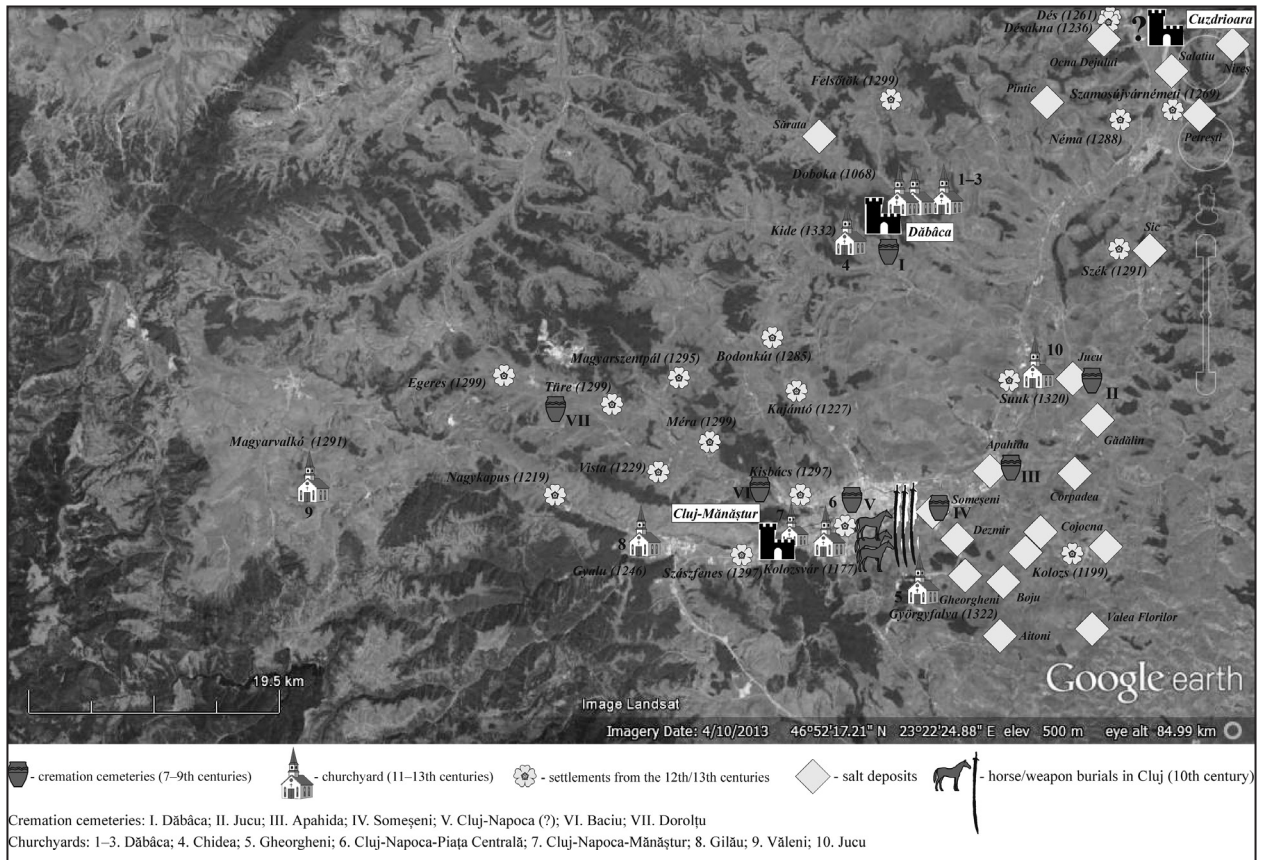 Dés (1261)
Désakna (1236)
?
Cuzdrioara
Ocna Dejului
Salatiu
Nireș
Felsőtök (1299)
Pintic
Szamosújvárnémeti (1269)
Sărata
Néma (1288)
Petrești
Doboka (1068)
1–3
Kide (1332)
Dăbâca
Sic
4
I
Szék (1291)
10
Bodonkút (1285)
Magyarszentpál (1295)
Jucu
Egeres (1299)
Türe (1299)
Suuk (1320)
II
VII
Kajántó (1227)
Méra (1299)
Gădălin
Magyarvalkó (1291)
Apahida
Vista (1229)
Kisbács (1297)
III
Nagykapus (1219)
Corpadea
VI
6
V
Someșeni
9
Cluj-Mănăștur
7
IV
Dezmir
Cojocna
8
Gyalu (1246)
Szászfenes (1297)
Kolozsvár (1177)
Kolozs (1199)
5
Gheorgheni
Boju
Györgyfalva (1322)
Valea Florilor
Aitoni
19.5 km
Google earth
Image Landsat
Imagery Date: 4/10/2013 46°52'17.21" N 23°22'24.88" E elev 500 m eye alt 84.99 km
- cremation cemeteries (7–9th centuries)
- churchyard (11–13th centuries)
- settlements from the 12th/13th centuries
- salt deposits
- horse/weapon burials in Cluj (10th century)
Cremation cemeteries: I. Dăbâca; II. Jucu; III. Apahida; IV. Someșeni; V. Cluj-Napoca (?); VI. Baciu; VII. Dorolțu
Churchyards: 1–3. Dăbâca; 4. Chidea; 5. Gheorgheni; 6. Cluj-Napoca-Piața Centrală; 7. Cluj-Napoca-Mănăștur; 8. Gilău; 9. Văleni; 10. Jucu